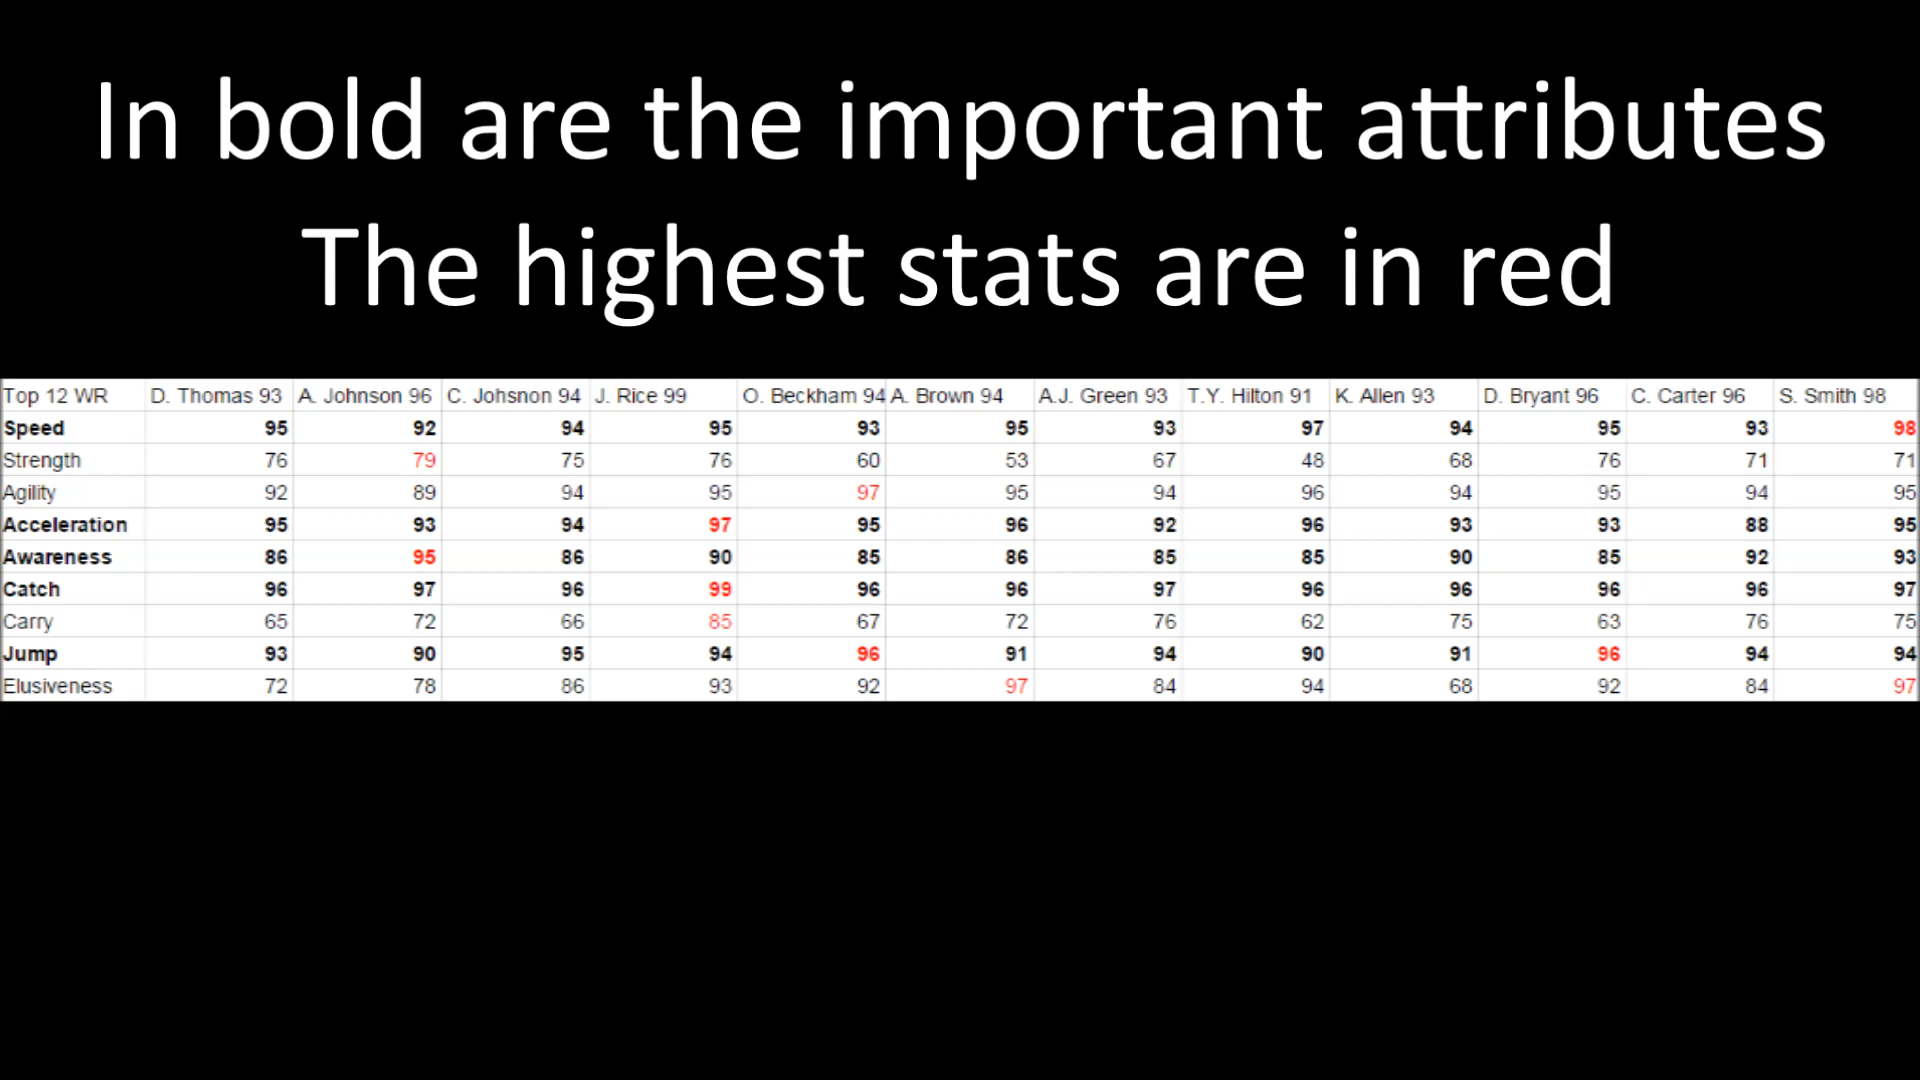 In bold are the important attributes
The highest stats are in red
Top 12 WR D. Thomas 93 A. Johnson 96 C. Johsnon 94 J. Rice 99 O. Beckham 94 A. Brown 94 A.J. Green 93 T.Y. Hilton 91 K. Allen 93 D. Bryant 96 C. Carter 96 S. Smith 98
Speed 95 92 94 95 93 95 93 97 94 95 93 98
Strength 76 79 75 76 60 53 67 48 68 76 71 71
Agility 92 89 94 95 97 95 94 96 94 95 94 95
Acceleration 95 93 94 97 95 96 92 96 93 93 88 95
Awareness 86 95 86 90 85 86 85 85 90 85 92 93
Catch 96 97 96 99 96 96 97 96 96 96 96 97
Carry 65 72 66 85 67 72 76 62 75 63 76 75
Jump 93 90 95 94 96 91 94 90 91 96 94 94
Elusiveness 72 78 86 93 92 97 84 94 68 92 84 97